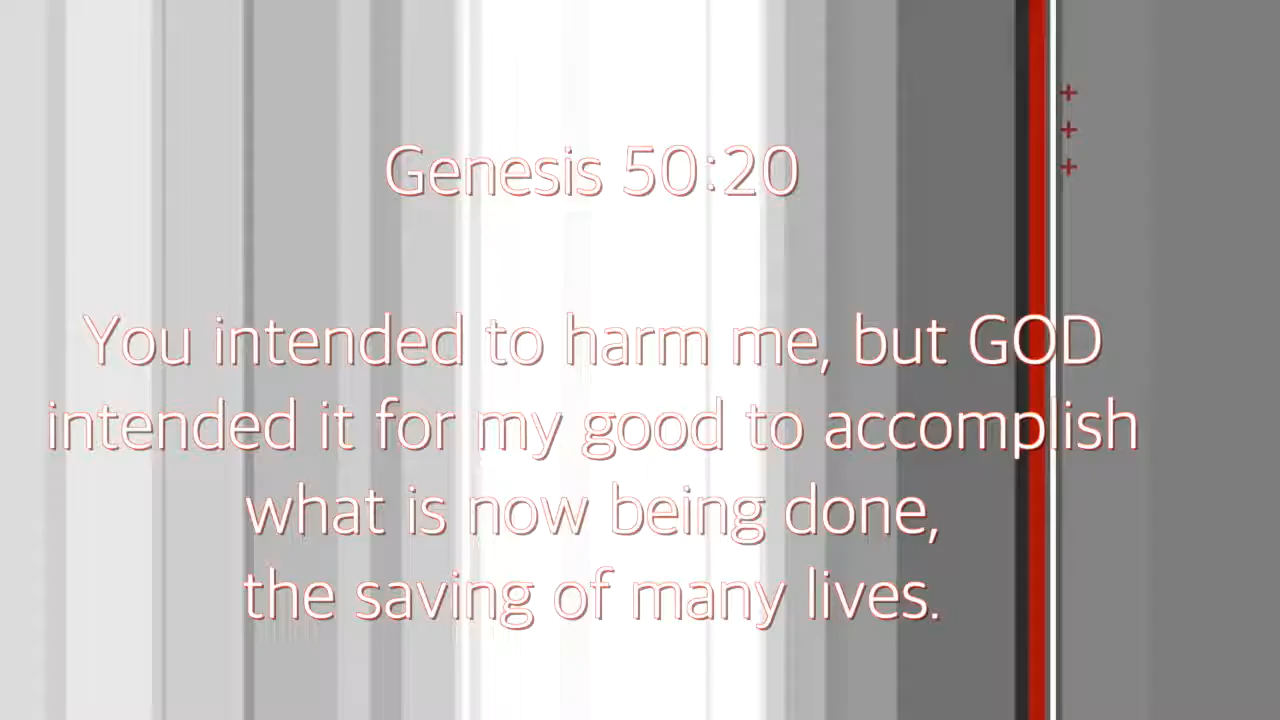 Genesis 50:20
You intended to harm me, but GOD
intended it for my good to accomplish
what is now being done,
the saving of many lives.